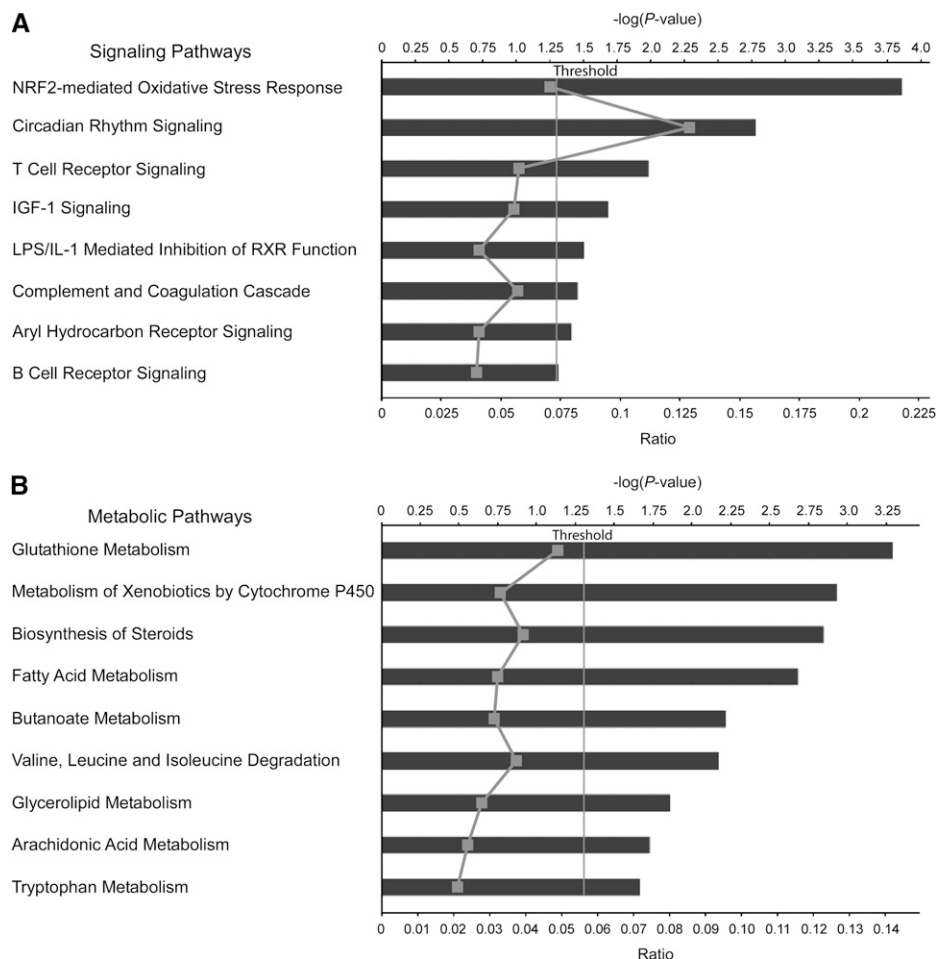 A
-log(P-value)
Signaling Pathways
0 0.25 0.5 0.75 1.0 1.25 1.5 1.75 2.0 2.25 2.5 2.75 3.0 3.25 3.5 3.75 4.0
Threshold
NRF2-mediated Oxidative Stress Response
Circadian Rhythm Signaling
T Cell Receptor Signaling
IGF-1 Signaling
LPS/IL-1 Mediated Inhibition of RXR Function
Complement and Coagulation Cascade
Aryl Hydrocarbon Receptor Signaling
B Cell Receptor Signaling
0 0.025 0.05 0.075 0.1 0.125 0.15 0.175 0.2 0.225
Ratio
B
-log(P-value)
Metabolic Pathways
0 0.25 0.5 0.75 1.0 1.25 1.5 1.75 2.0 2.25 2.5 2.75 3.0 3.25
Threshold
Glutathione Metabolism
Metabolism of Xenobiotics by Cytochrome P450
Biosynthesis of Steroids
Fatty Acid Metabolism
Butanoate Metabolism
Valine, Leucine and Isoleucine Degradation
Glycerolipid Metabolism
Arachidonic Acid Metabolism
Tryptophan Metabolism
0 0.01 0.02 0.03 0.04 0.05 0.06 0.07 0.08 0.09 0.10 0.11 0.12 0.13 0.14
Ratio